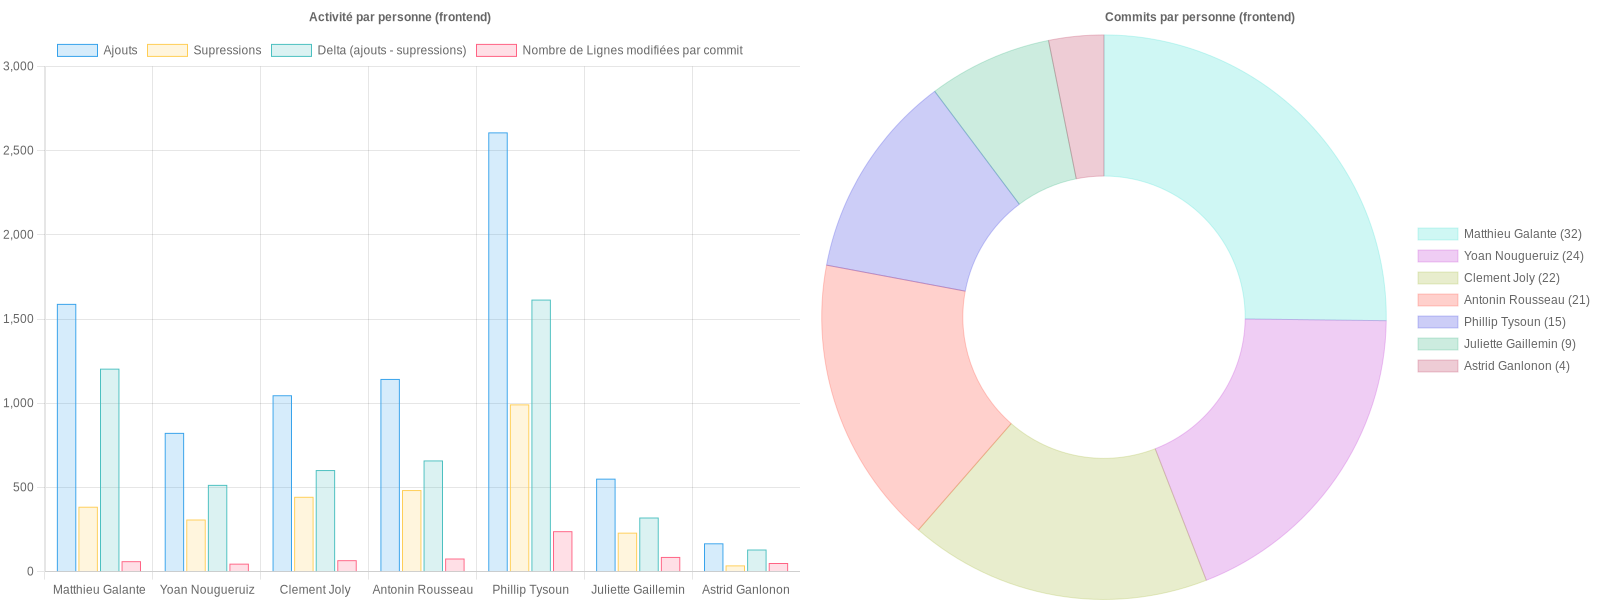 Activité par personne (frontend)
Ajouts Supressions Delta (ajouts - supressions) Nombre de Lignes modifiées par commit
3,000
2,500
2,000
1,500
1,000
500
0
Matthieu Galante Yoan Nougueruiz Clement Joly Antonin Rousseau Phillip Tysoun Juliette Gaillemin Astrid Ganlonon
Commits par personne (frontend)
Matthieu Galante (32)
Yoan Nougueruiz (24)
Clement Joly (22)
Antonin Rousseau (21)
Phillip Tysoun (15)
Juliette Gaillemin (9)
Astrid Ganlonon (4)